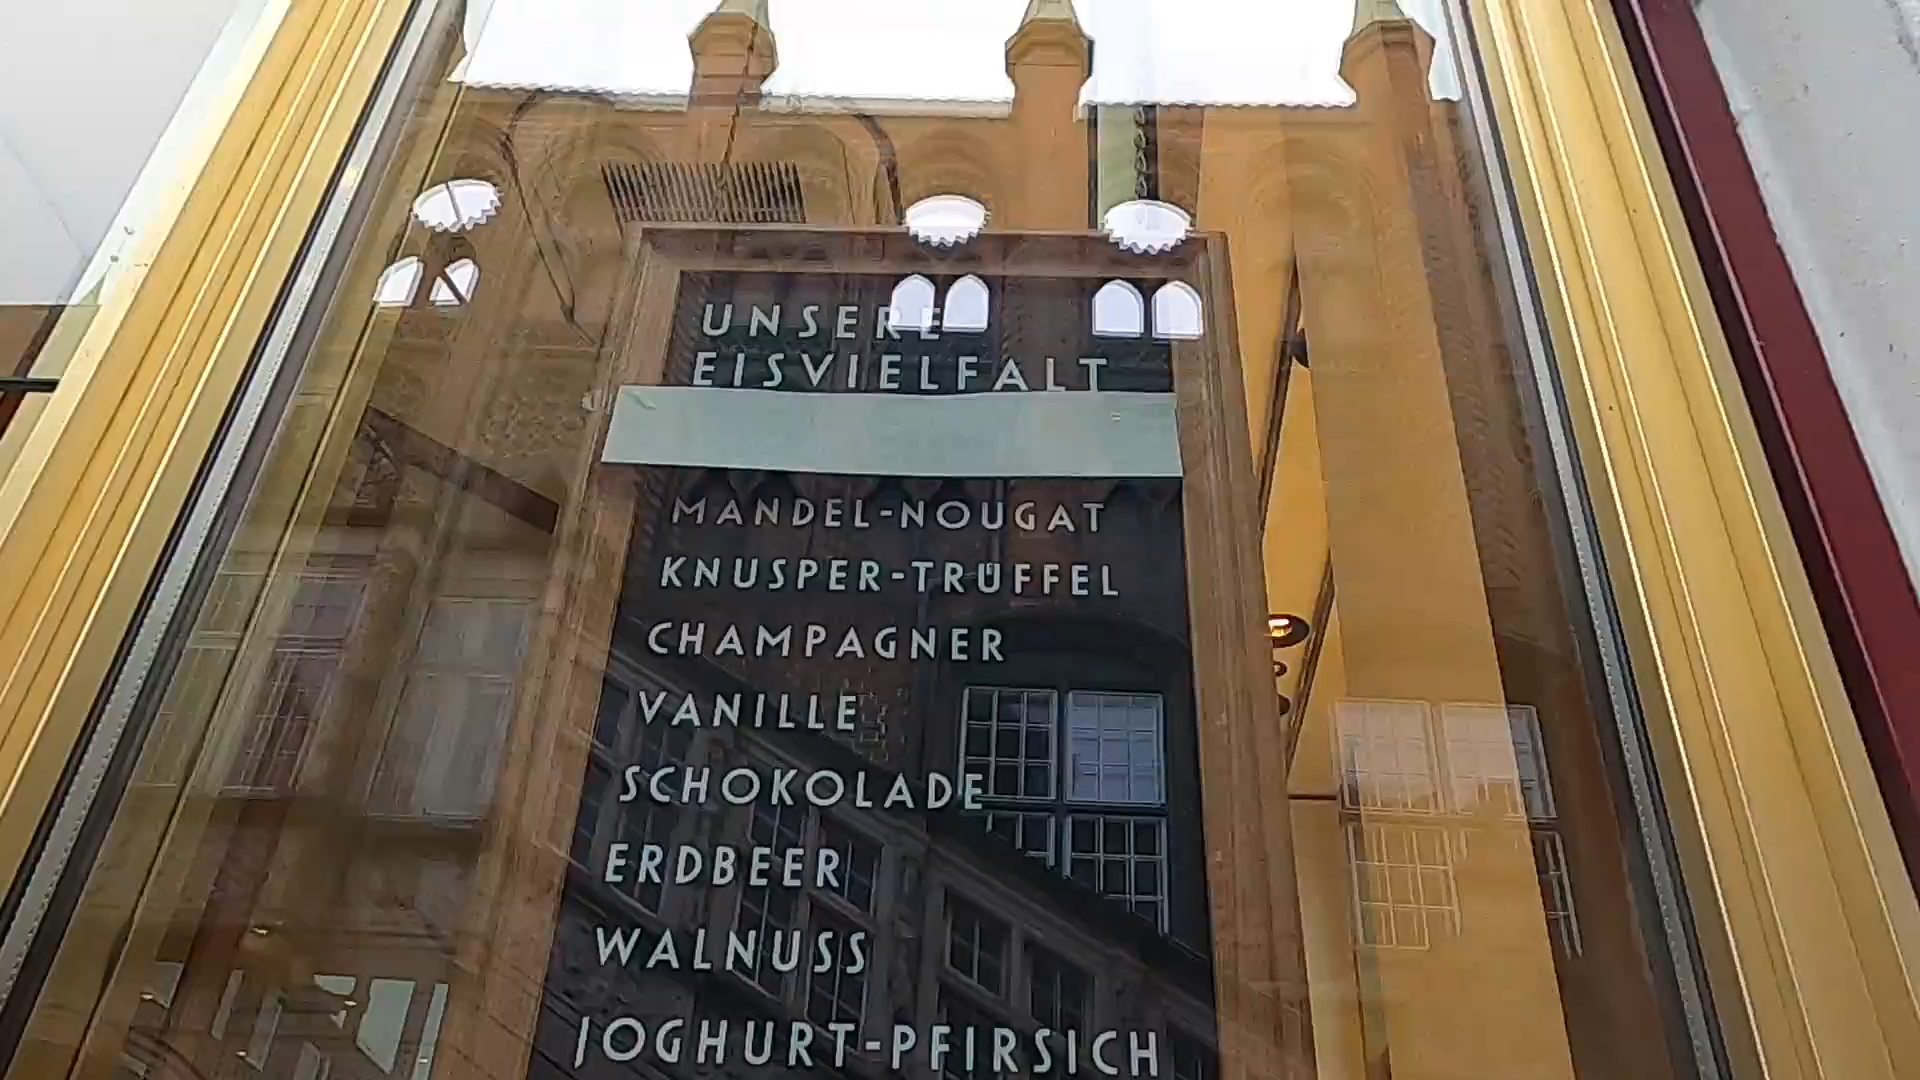 UNSERE
EISVIELFALT
MANDEL-NOUGAT
KNUSPER-TRÜFFEL
CHAMPAGNER
VANILLE
SCHOKOLADE
ERDBEER
WALNUSS
JOGHURT-PFIRSICH